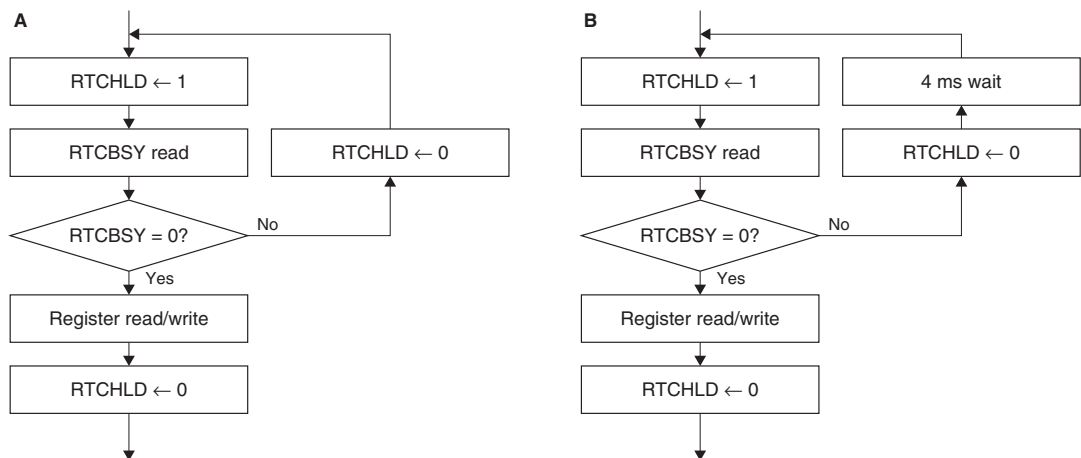 A
RTCHLD ← 1
RTCBSY read
RTCHLD ← 0
RTCBSY = 0?
No
Yes
Register read/write
RTCHLD ← 0
B
RTCHLD ← 1
4 ms wait
RTCBSY read
RTCHLD ← 0
RTCBSY = 0?
No
Yes
Register read/write
RTCHLD ← 0